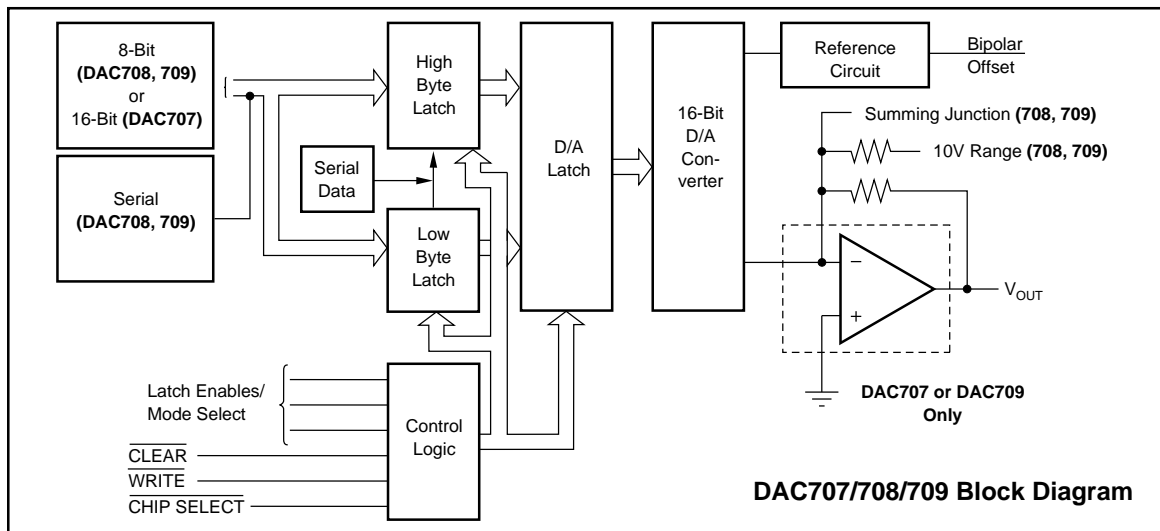 8-Bit
(DAC708, 709)
or
16-Bit (DAC707)
Serial
(DAC708, 709)
High
Byte
Latch
Serial
Data
Low
Byte
Latch
D/A
Latch
16-Bit
D/A
Con-
verter
Reference
Circuit
Bipolar
Offset
Summing Junction (708, 709)
10V Range (708, 709)
−
+
VOUT
DAC707 or DAC709
Only
Latch Enables/
Mode Select
CLEAR
WRITE
CHIP SELECT
Control
Logic
DAC707/708/709 Block Diagram